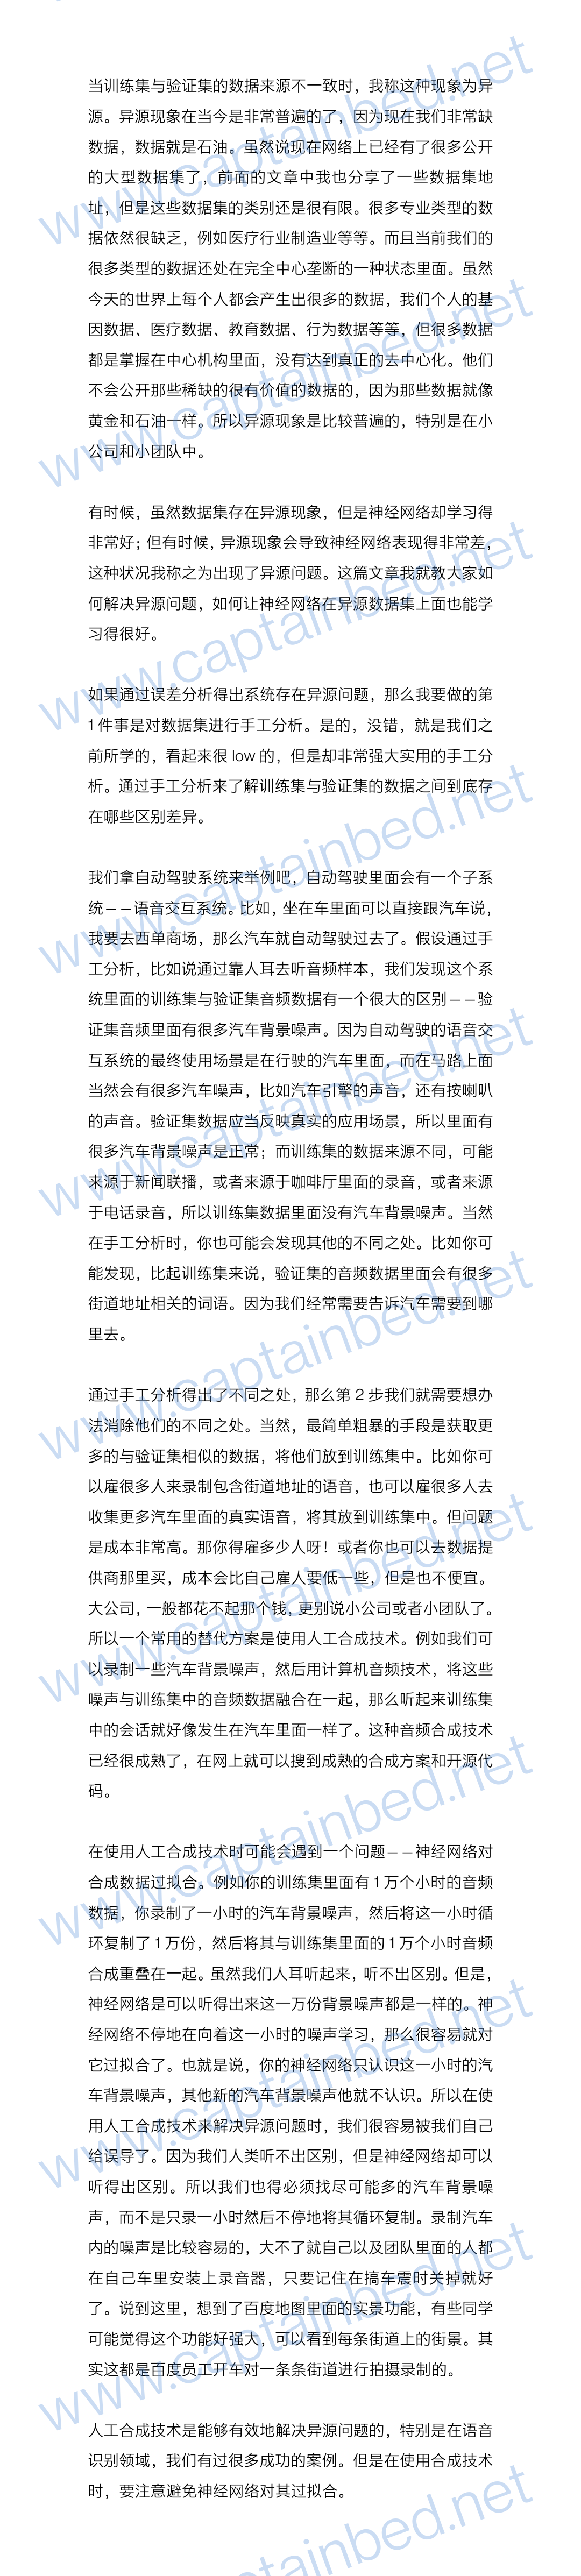 当训练集与验证集的数据来源不一致时，我称这种现象为异
源。异源现象在当今是非常普遍的了，因为现在我们非常缺
数据，数据就是石油。虽然说现在网络上已经有了很多公开
的大型数据集了，前面的文章中我也分享了一些数据集地
址，但是这些数据集的类别还是很有限。很多专业类型的数
据依然很缺乏，例如医疗行业制造业等等。而且当前我们的
很多类型的数据还处在完全中心垄断的一种状态里面。虽然
今天的世界上每个人都会产生出很多的数据，我们个人的基
因数据、医疗数据、教育数据、行为数据等等，但很多数据
都是掌握在中心机构里面，没有达到真正的去中心化。他们
不会公开那些稀缺的很有价值的数据的，因为那些数据就像
黄金和石油一样。所以异源现象是比较普遍的，特别是在小
公司和小团队中。
有时候，虽然数据集存在异源现象，但是神经网络却学习得
非常好；但有时候，异源现象会导致神经网络表现得非常差，
这种状况我称之为出现了异源问题。这篇文章我就教大家如
何解决异源问题，如何让神经网络在异源数据集上面也能学
习得很好。
如果通过误差分析得出系统存在异源问题，那么我要做的第
1件事是对数据集进行手工分析。是的，没错，就是我们之
前所学的，看起来很 low 的，但是却非常强大实用的手工分
析。通过手工分析来了解训练集与验证集的数据之间到底存
在哪些区别差异。
我们拿自动驾驶系统来举例吧，自动驾驶里面会有一个子系
统——语音交互系统。比如，坐在车里面可以直接跟汽车说，
我要去西单商场，那么汽车就自动驾驶过去了。假设通过手
工分析，比如说通过靠人耳去听音频样本，我们发现这个系
统里面的训练集与验证集音频数据有一个很大的区别——验
证集音频里面有很多汽车背景噪声。因为自动驾驶的语音交
互系统的最终使用场景是在行驶的汽车里面，而在马路上面
当然会有很多汽车噪声，比如汽车引擎的声音，还有按喇叭
的声音。验证集数据应当反映真实的应用场景，所以里面有
很多汽车背景噪声是正常；而训练集的数据来源不同，可能
来源于新闻联播，或者来源于咖啡厅里面的录音，或者来源
于电话录音，所以训练集数据里面没有汽车背景噪声。当然
在手工分析时，你也可能会发现其他的不同之处。比如你可
能发现，比起训练集来说，验证集的音频数据里面会有很多
街道地址相关的词语。因为我们经常需要告诉汽车需要到哪
里去。
通过手工分析得出了不同之处，那么第 2 步我们就需要想办
法消除他们的不同之处。当然，最简单粗暴的手段是获取更
多的与验证集相似的数据，将他们放到训练集中。比如你可
以雇很多人来录制包含街道地址的语音，也可以雇很多人去
收集更多汽车里面的真实语音，将其放到训练集中。但问题
是成本非常高。那你得雇多少人呀！或者你也可以去数据提
供商那里买，成本会比自己雇人要低一些，但是也不便宜。
大公司，一般都花不起那个钱，更别说小公司或者小团队了。
所以一个常用的替代方案是使用人工合成技术。例如我们可
以录制一些汽车背景噪声，然后用计算机音频技术，将这些
噪声与训练集中的音频数据融合在一起，那么听起来训练集
中的会话就好像发生在汽车里面一样了。这种音频合成技术
已经很成熟了，在网上就可以搜到成熟的合成方案和开源代
码。
在使用人工合成技术时可能会遇到一个问题——神经网络对
合成数据过拟合。例如你的训练集里面有1万个小时的音频
数据，你录制了一小时的汽车背景噪声，然后将这一小时循
环复制了1万份，然后将其与训练集里面的1万个小时音频
合成重叠在一起。虽然我们人耳听起来，听不出区别。但是，
神经网络是可以听得出来这一万份背景噪声都是一样的。神
经网络不停地在向着这一小时的噪声学习，那么很容易就对
它过拟合了。也就是说，你的神经网络只认识这一小时的汽
车背景噪声，其他新的汽车背景噪声他就不认识。所以在使
用人工合成技术来解决异源问题时，我们很容易被我们自己
给误导了。因为我们人类听不出区别，但是神经网络却可以
听得出区别。所以我们也得必须找尽可能多的汽车背景噪
声，而不是只录一小时然后不停地将其循环复制。录制汽车
内的噪声是比较容易的，大不了就自己以及团队里面的人都
在自己车里安装上录音器，只要记住在搞车震时关掉就好
了。说到这里，想到了百度地图里面的实景功能，有些同学
可能觉得这个功能好强大，可以看到每条街道上的街景。其
实这都是百度员工开车对一条条街道进行拍摄录制的。
人工合成技术是能够有效地解决异源问题的，特别是在语音
识别领域，我们有过很多成功的案例。但是在使用合成技术
时，要注意避免神经网络对其过拟合。
www.captainbed.net
www.captainbed.net
www.captainbed.net
www.captainbed.net
www.captainbed.net
www.captainbed.net
www.captainbed.net
www.captainbed.net
www.captainbed.net
www.captainbed.net